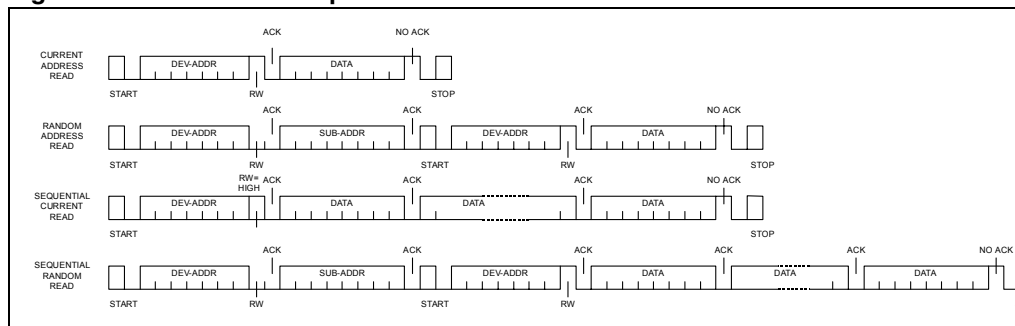 ACK NO ACK
CURRENT
ADDRESS
READ
DEV-ADDR DATA
START RW STOP
ACK ACK ACK NO ACK
RANDOM
ADDRESS
READ
DEV-ADDR SUB-ADDR DEV-ADDR DATA
START RW START RW STOP
RW=
HIGH
ACK ACK ACK NO ACK
SEQUENTIAL
CURRENT
READ
DEV-ADDR DATA DATA DATA
START STOP
ACK ACK ACK ACK ACK NO ACK
SEQUENTIAL
RANDOM
READ
DEV-ADDR SUB-ADDR DEV-ADDR DATA DATA DATA
START RW START RW